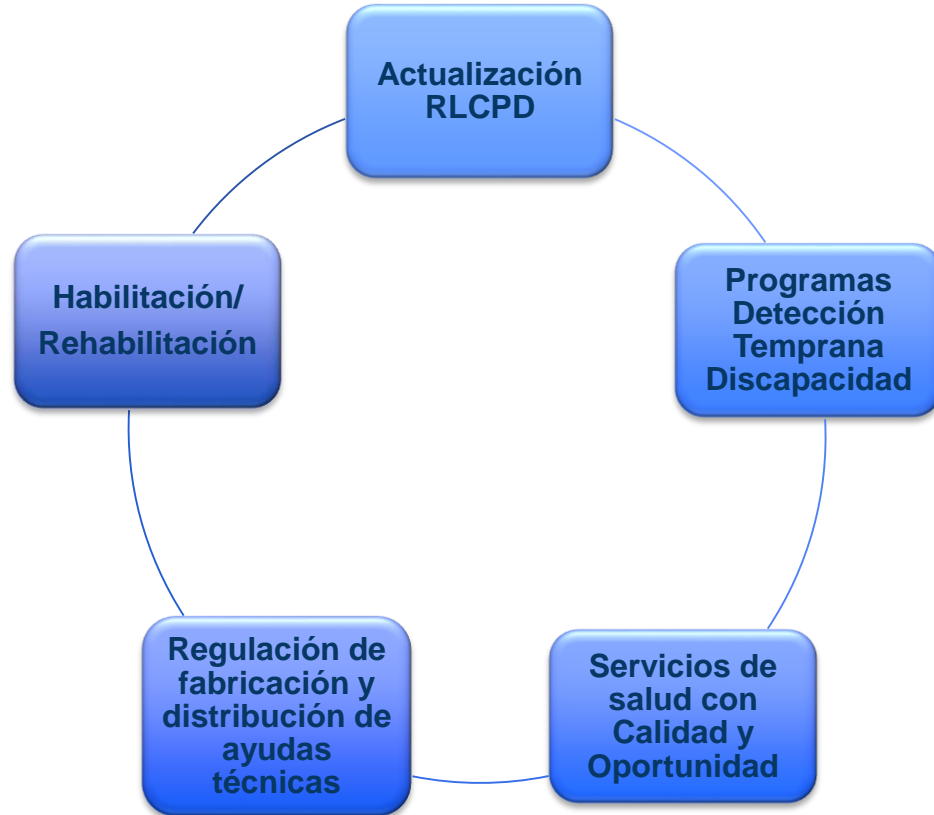 Actualización
RLCPD
Programas
Detección
Temprana
Discapacidad
Servicios de
salud con
Calidad y
Oportunidad
Regulación de
fabricación y
distribución de
ayudas
técnicas
Habilitación/
Rehabilitación